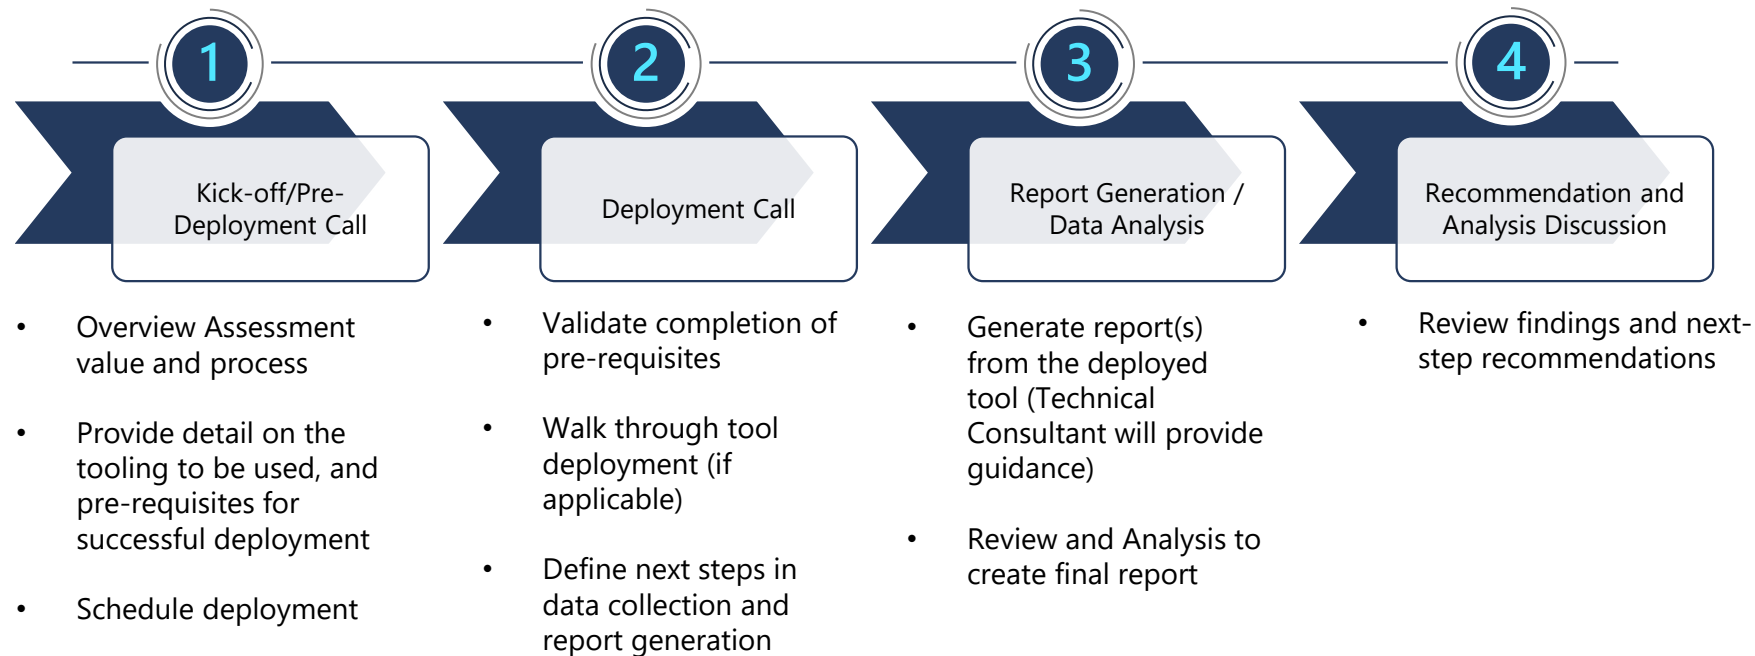 1
Kick-off/Pre-
Deployment Call
• Overview Assessment
value and process
• Provide detail on the
tooling to be used, and
pre-requisites for
successful deployment
• Schedule deployment
2
Deployment Call
• Validate completion of
pre-requisites
• Walk through tool
deployment (if
applicable)
• Define next steps in
data collection and
report generation
3
Report Generation /
Data Analysis
• Generate report(s)
from the deployed
tool (Technical
Consultant will provide
guidance)
• Review and Analysis to
create final report
4
Recommendation and
Analysis Discussion
• Review findings and next-
step recommendations